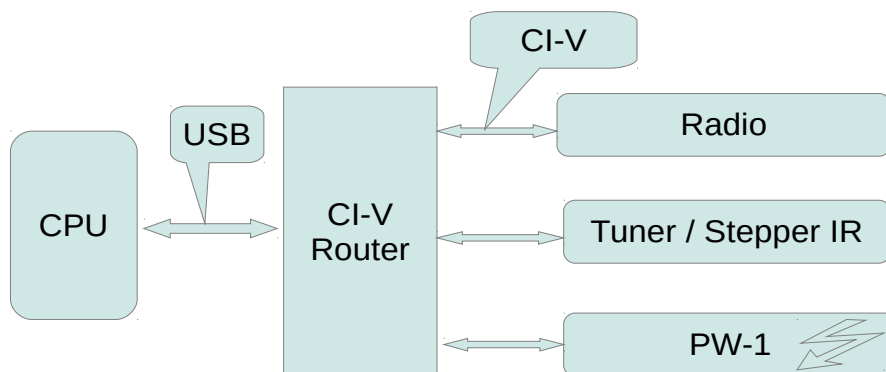 CI-V
USB
Radio
CPU
CI-V
Router
Tuner / Stepper IR
PW-1